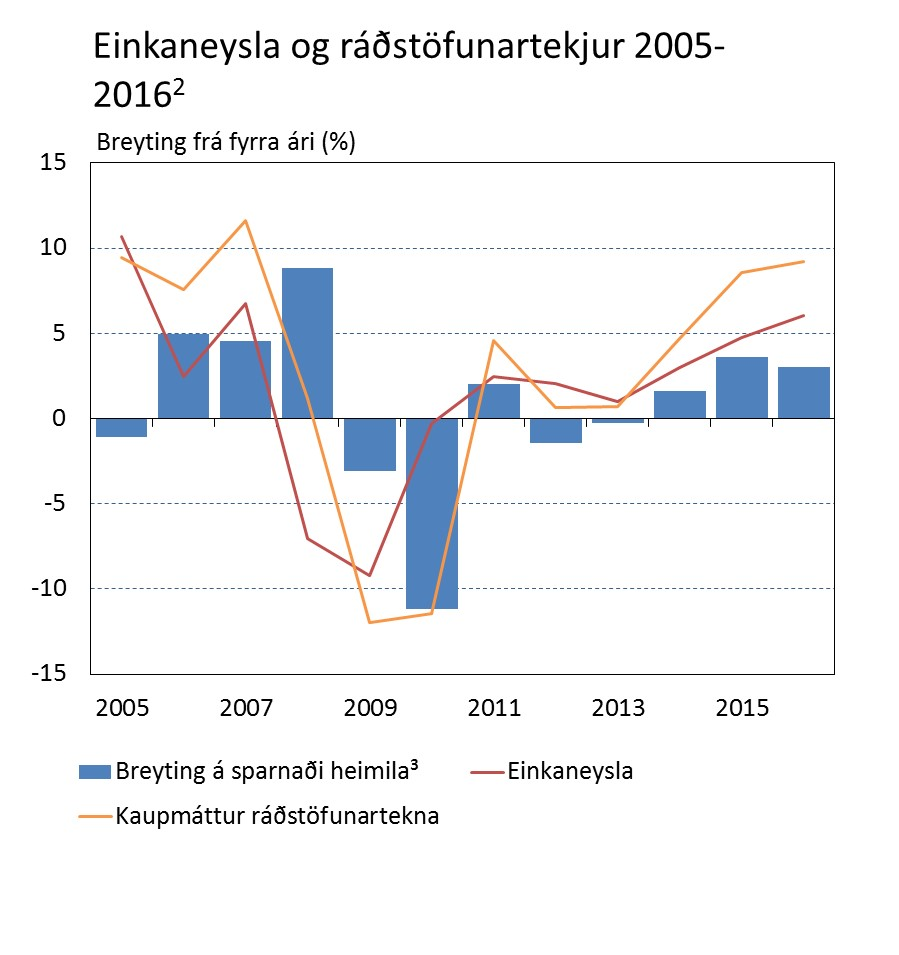 Einkaneysla og ráðstöfunartekjur 2005-
2016²
Breyting frá fyrra ári (%)
15
10
5
0
-5
-10
-15
2005 2007 2009 2011 2013 2015
Breyting á sparnaði heimila³ Einkaneysla
Kaupmáttur ráðstöfunartekna